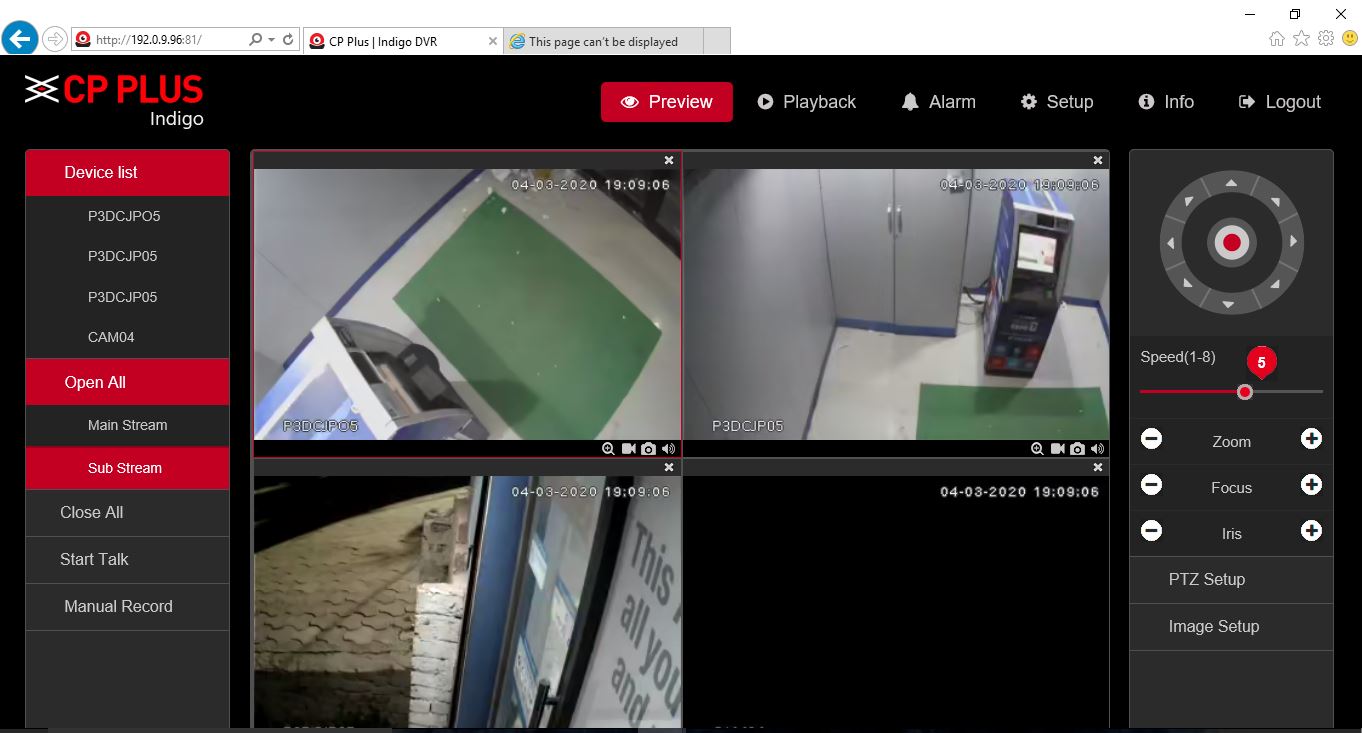 http://192.0.9.96:81/
CP Plus | Indigo DVR
This page can't be displayed
CP PLUS
Indigo
Preview
Playback
Alarm
Setup
Info
Logout
Device list
P3DCJPO5
P3DCJP05
P3DCJP05
CAM04
Open All
Main Stream
Sub Stream
Close All
Start Talk
Manual Record
04-03-2020 19:09:06
P3DCJPO5
04-03-2020 19:09:06
P3DCJP05
04-03-2020 19:09:06
This
all you
and
04-03-2020 19:09:06
Speed(1-8)
5
Zoom
Focus
Iris
PTZ Setup
Image Setup